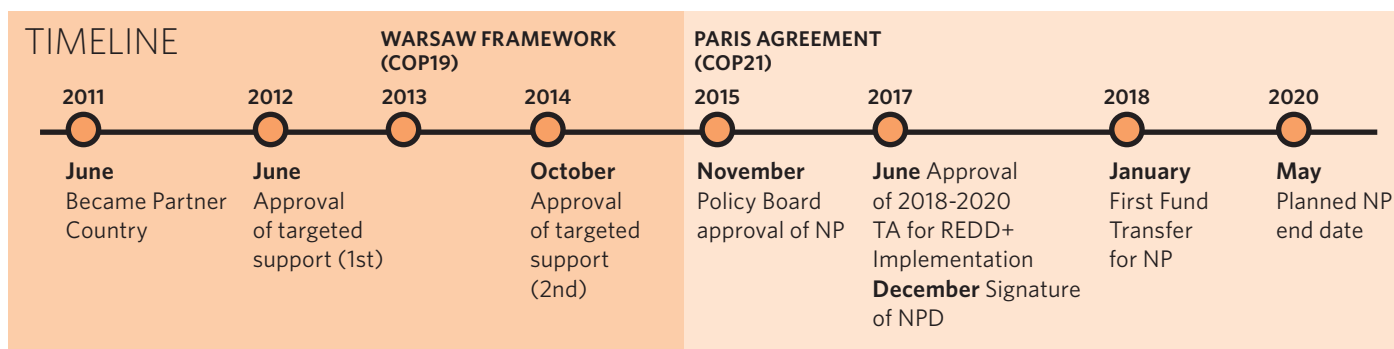 TIMELINE
WARSAW FRAMEWORK
(COP19)
PARIS AGREEMENT
(COP21)
2011
2012
2013
2014
2015
2017
2018
2020
June
Became Partner
Country
June
Approval
of targeted
support (1st)
October
Approval
of targeted
support
(2nd)
November
Policy Board
approval of NP
June Approval
of 2018-2020
TA for REDD+
Implementation
December Signature
of NPD
January
First Fund
Transfer
for NP
May
Planned NP
end date